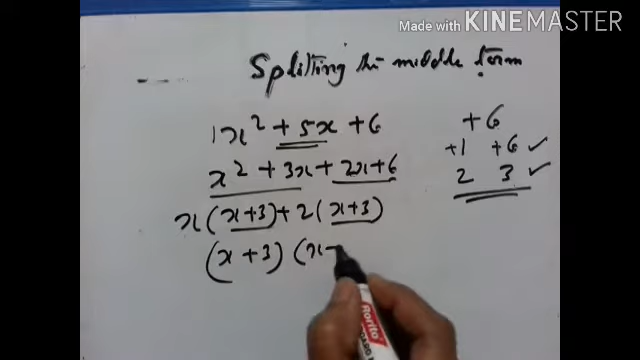 Made with KINEMASTER
Splitting the middle term
1x² + 5x + 6
+6
+1 +6 ✓
x² + 3x + 2x + 6
2 3 ✓
x (x+3) + 2 (x+3)
(x + 3) (x
Rorito